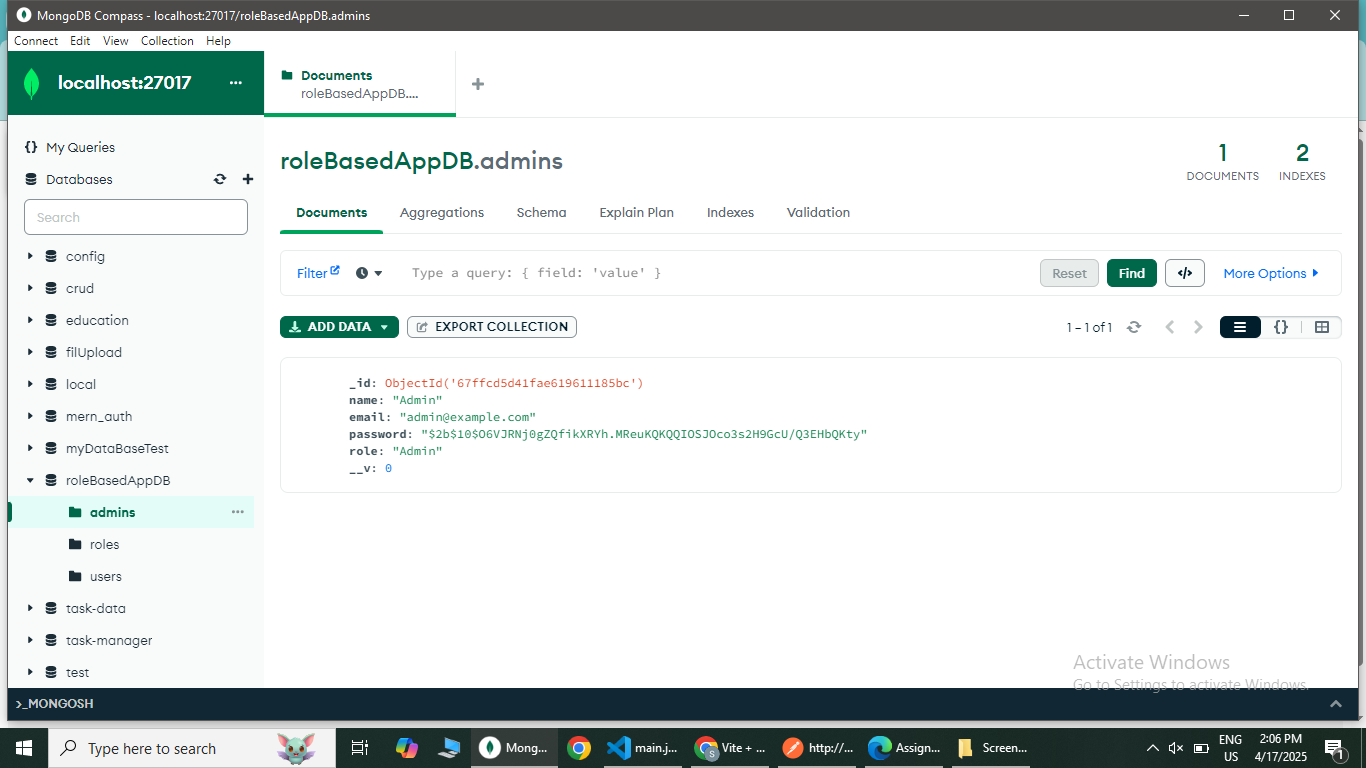 MongoDB Compass - localhost:27017/roleBasedAppDB.admins
Connect Edit View Collection Help
localhost:27017
Documents
roleBasedAppDB....
My Queries
Databases
Search
config
crud
education
filUpload
local
mern_auth
myDataBaseTest
roleBasedAppDB
admins
roles
users
task-data
task-manager
test
roleBasedAppDB.admins
1
DOCUMENTS
2
INDEXES
Documents Aggregations Schema Explain Plan Indexes Validation
Filter Type a query: { field: 'value' } Reset Find </> More Options
ADD DATA EXPORT COLLECTION 1 – 1 of 1 {}
_id: ObjectId('67ffcd5d41fae619611185bc')
name: "Admin"
email: "admin@example.com"
password: "$2b$10$O6VJRNj0gZQfikXRYh.MReuKQKQQIOSJOco3s2H9GcU/Q3EHbQKty"
role: "Admin"
__v: 0
Activate Windows
Go to Settings to activate Windows.
>_MONGOSH
Type here to search
Mong...
main.j...
Vite + ...
http:/...
Assign...
Screen...
ENG
US
2:06 PM
4/17/2025
1